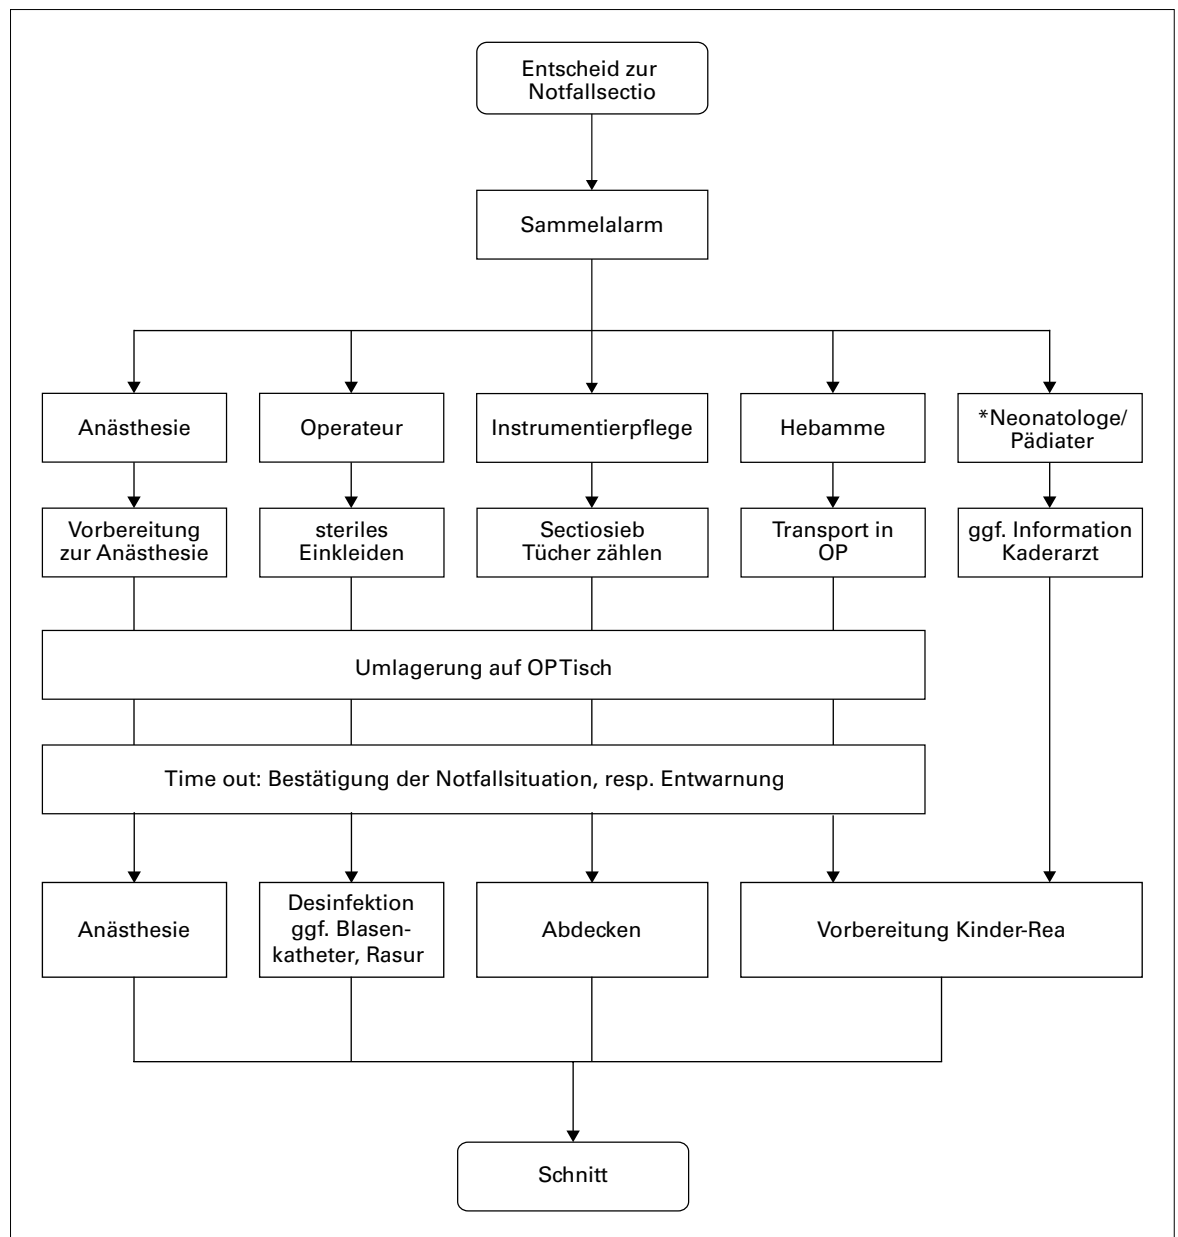 Entscheid zur
Notfallsectio
Sammelalarm
Anästhesie
Operateur
Instrumentierpflege
Hebamme
*Neonatologe/
Pädiater
Vorbereitung
zur Anästhesie
steriles
Einkleiden
Sectiosieb
Tücher zählen
Transport in
OP
ggf. Information
Kaderarzt
Umlagerung auf OP Tisch
Time out: Bestätigung der Notfallsituation, resp. Entwarnung
Anästhesie
Desinfektion
ggf. Blasen-
katheter, Rasur
Abdecken
Vorbereitung Kinder-Rea
Schnitt